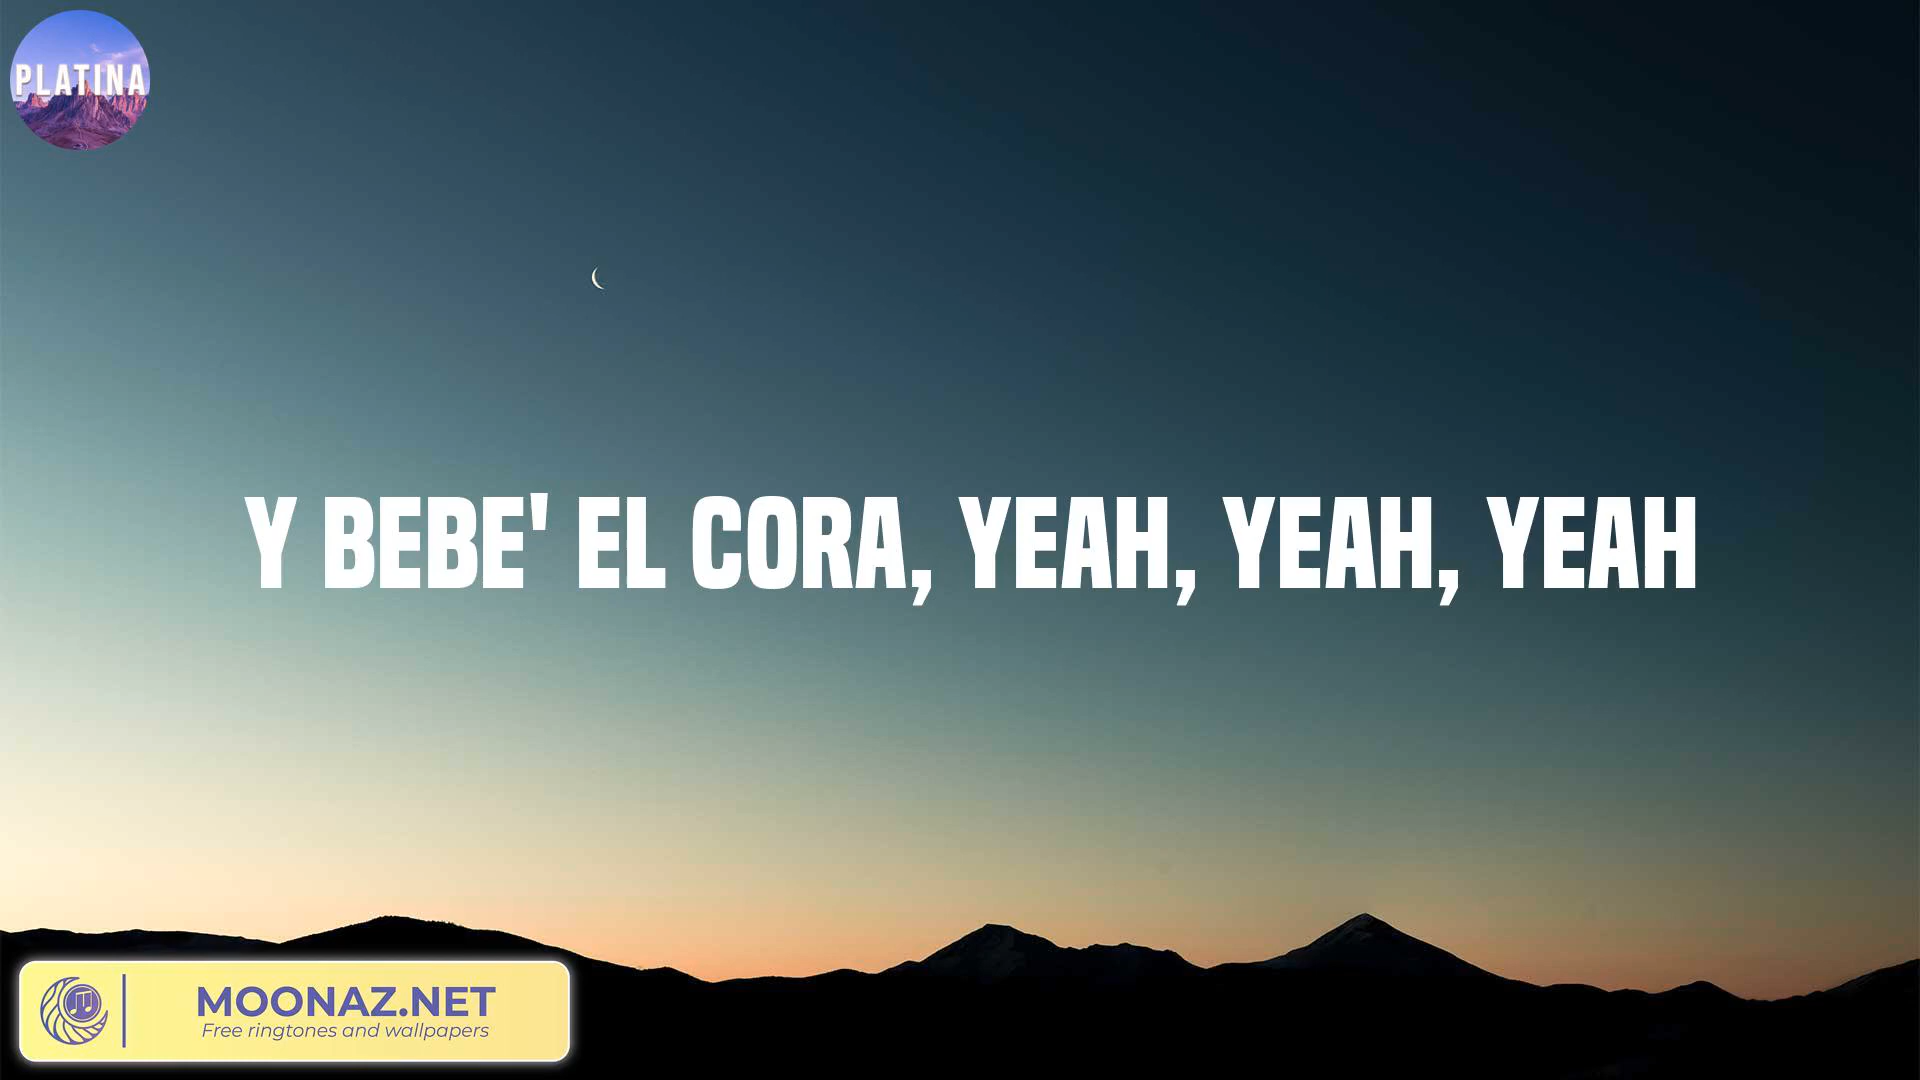 PLATINA
Y BEBE' EL CORA, YEAH, YEAH, YEAH
MOONAZ.NET
Free ringtones and wallpapers